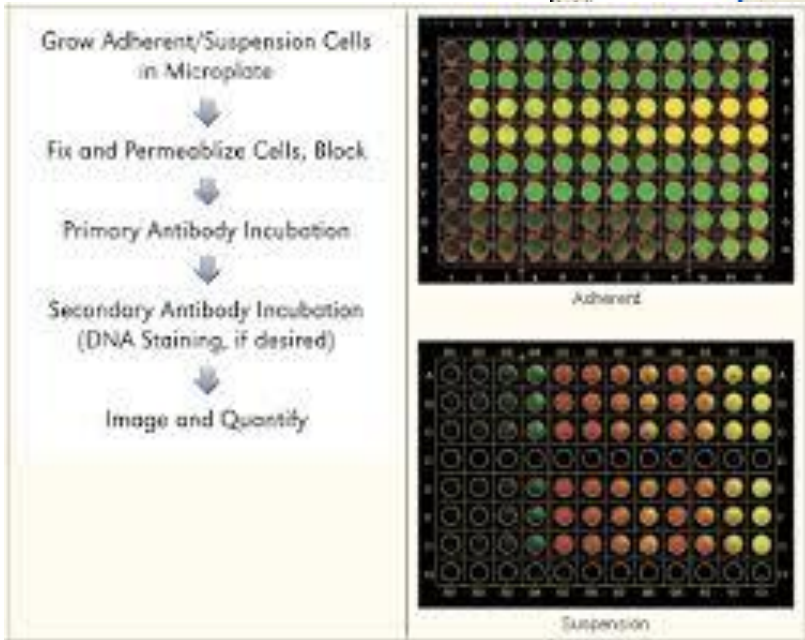 Grow Adherent/Suspension Cells
in Microplate
Fix and Permeablize Cells, Block
Primary Antibody Incubation
Secondary Antibody Incubation
(DNA Staining, if desired)
Image and Quantify
Adherent
Suspension